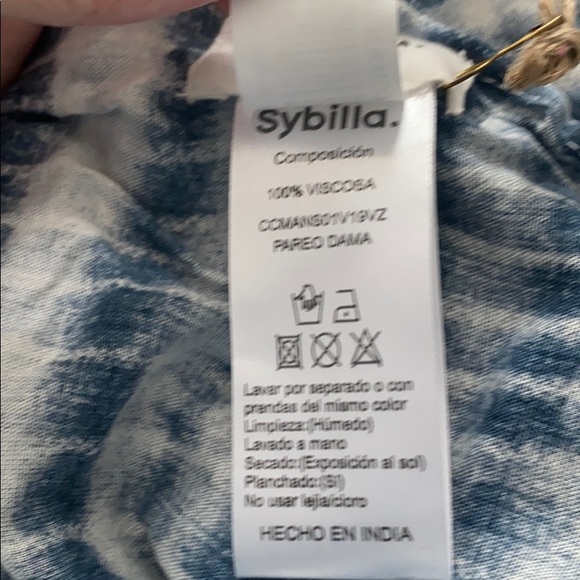 Sybilla.
Composición
100% VISCOSA
CCMANS01V19VZ
PAREO DAMA
Lavar por separado o con
prendas del mismo color
Limpieza:(Húmedo)
Lavado a mano
Secado:(Exposición al sol)
Planchado:(Si)
No usar lejia/cloro
HECHO EN INDIA